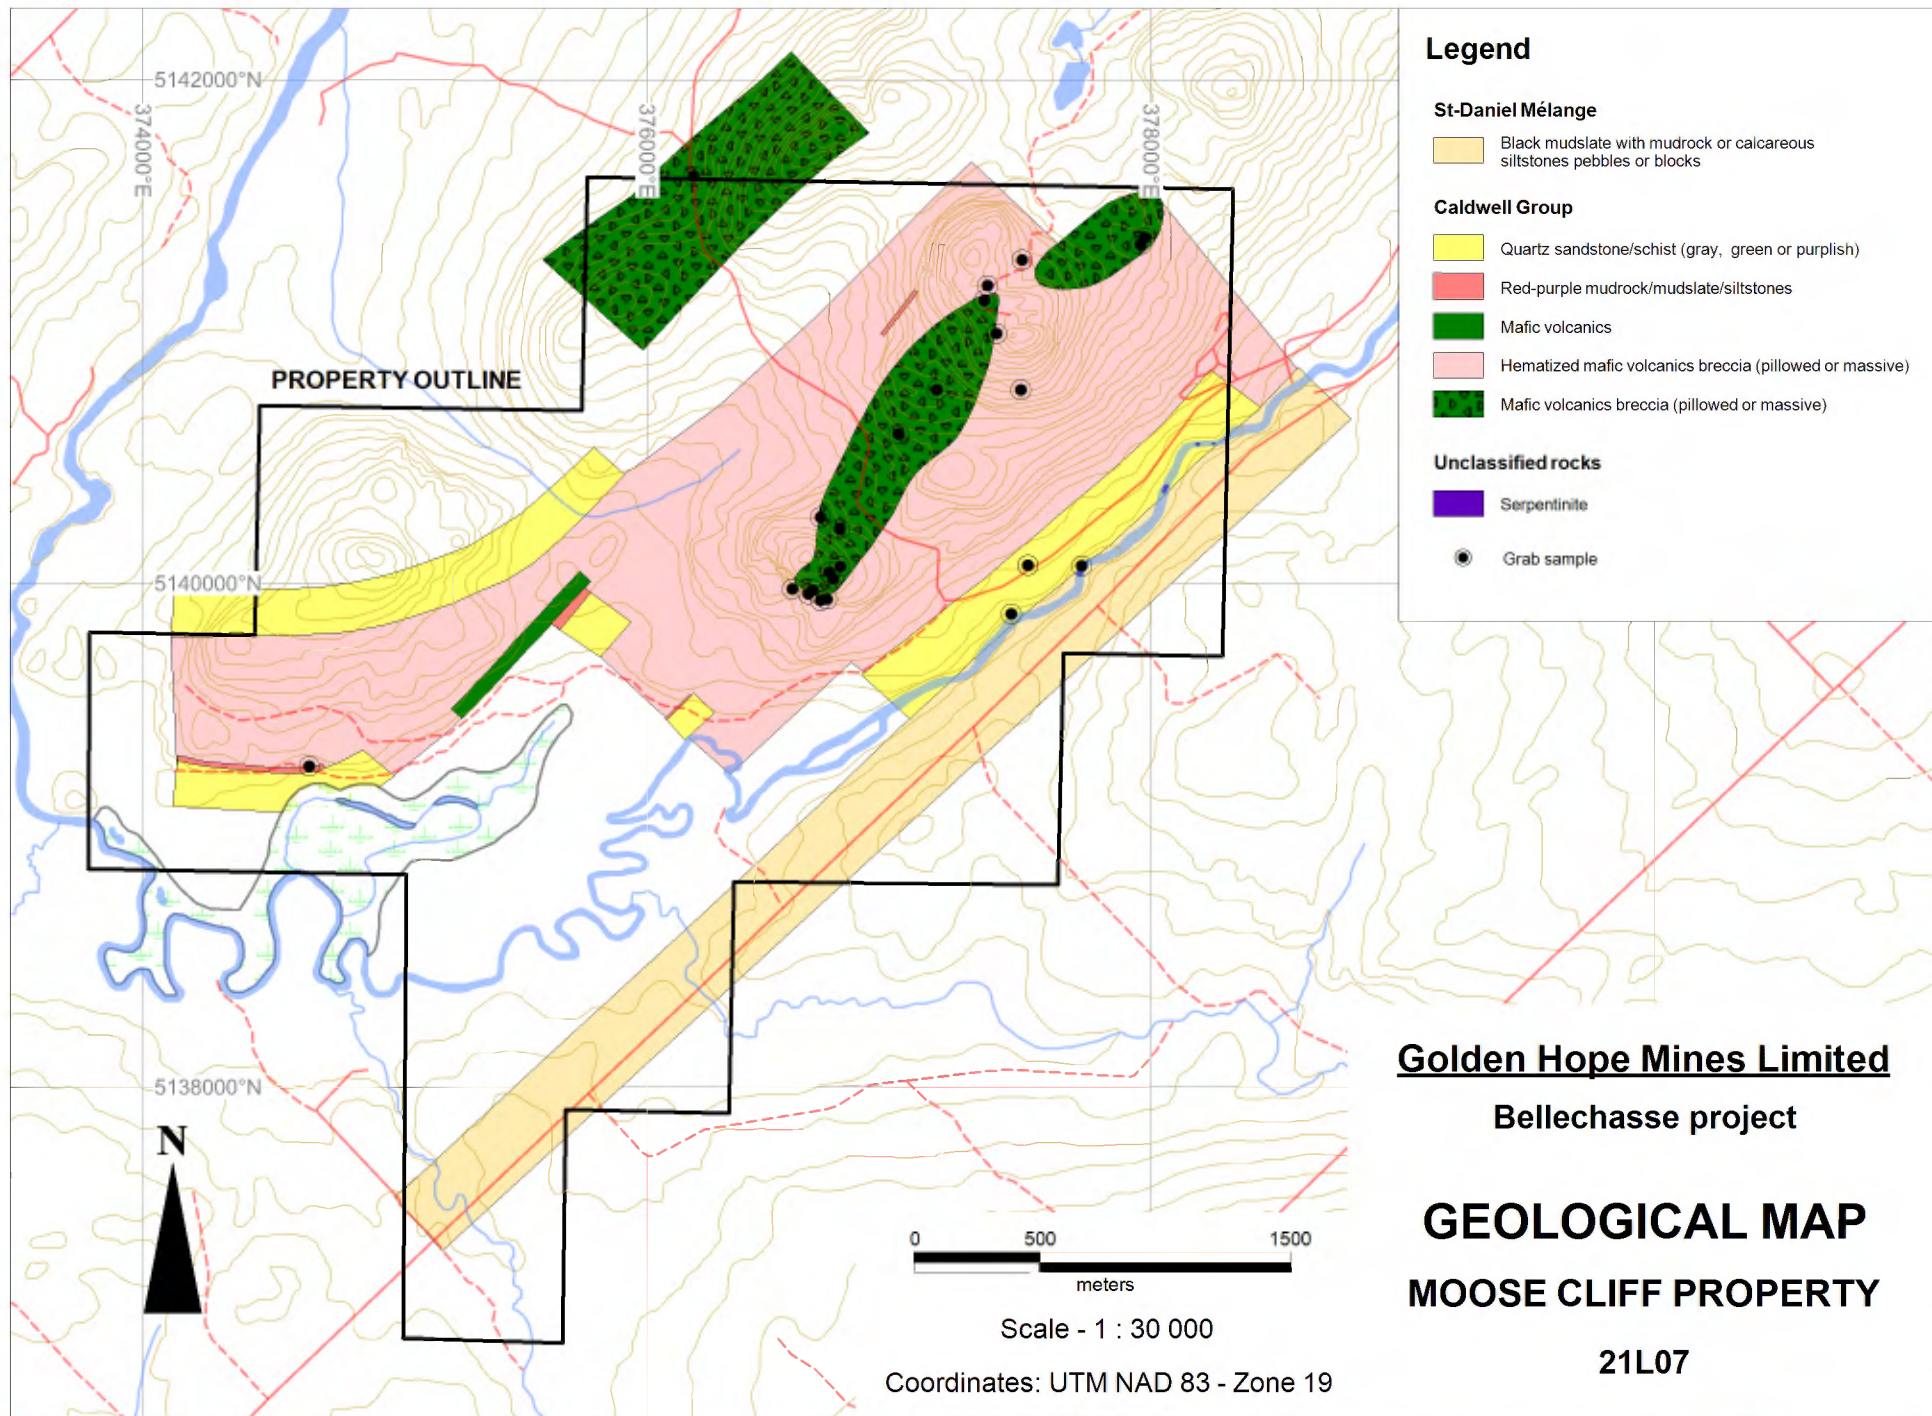 5142000°N
374000°E
376000°E
378000°E
PROPERTY OUTLINE
5140000°N
5138000°N
N
Legend
St-Daniel Mélange
Black mudslate with mudrock or calcareous
siltstones pebbles or blocks
Caldwell Group
Quartz sandstone/schist (gray, green or purplish)
Red-purple mudrock/mudslate/siltstones
Mafic volcanics
Hematized mafic volcanics breccia (pillowed or massive)
Mafic volcanics breccia (pillowed or massive)
Unclassified rocks
Serpentinite
Grab sample
0 500 1500
meters
Scale - 1 : 30 000
Coordinates: UTM NAD 83 - Zone 19
Golden Hope Mines Limited
Bellechasse project
GEOLOGICAL MAP
MOOSE CLIFF PROPERTY
21L07